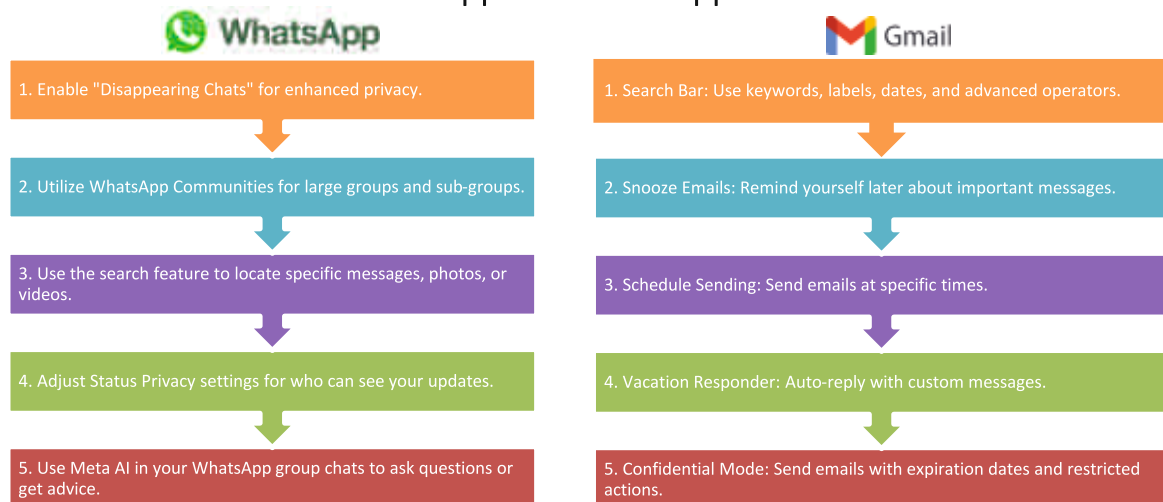 WhatsApp
1. Enable "Disappearing Chats" for enhanced privacy.
2. Utilize WhatsApp Communities for large groups and sub-groups.
3. Use the search feature to locate specific messages, photos, or
videos.
4. Adjust Status Privacy settings for who can see your updates.
5. Use Meta AI in your WhatsApp group chats to ask questions or
get advice.
Gmail
1. Search Bar: Use keywords, labels, dates, and advanced operators.
2. Snooze Emails: Remind yourself later about important messages.
3. Schedule Sending: Send emails at specific times.
4. Vacation Responder: Auto-reply with custom messages.
5. Confidential Mode: Send emails with expiration dates and restricted
actions.